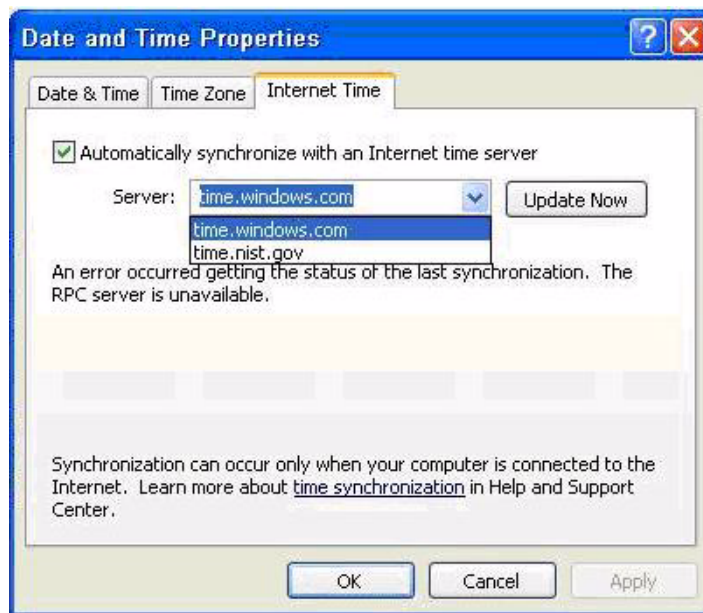 Date and Time Properties
Date & Time
Time Zone
Internet Time
Automatically synchronize with an Internet time server
Server:
time.windows.com
Update Now
time.windows.com
time.nist.gov
An error occurred getting the status of the last synchronization. The
RPC server is unavailable.
Synchronization can occur only when your computer is connected to the
Internet. Learn more about time synchronization in Help and Support
Center.
OK
Cancel
Apply